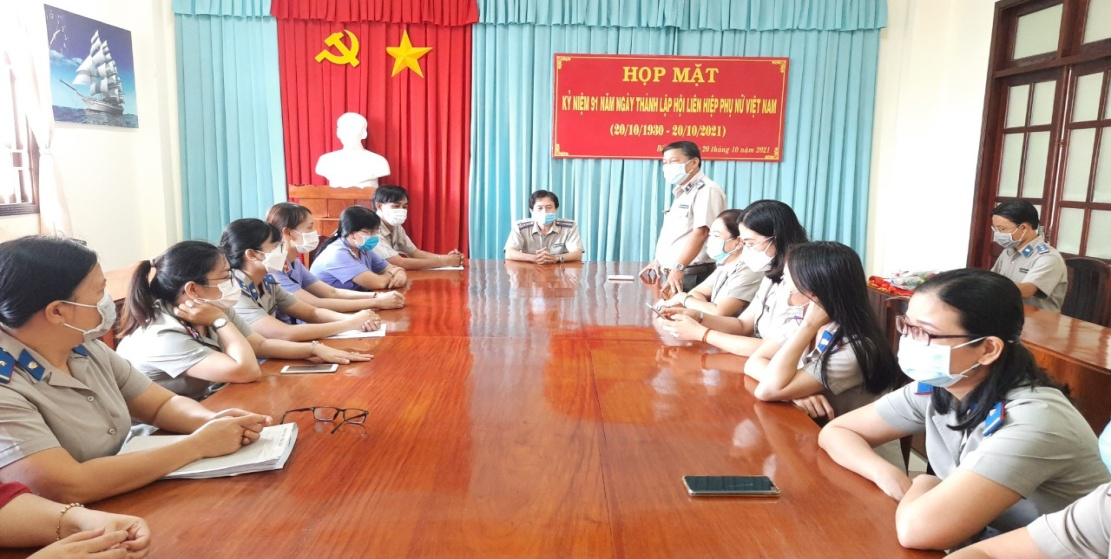 HỌP MẶT
KỶ NIỆM 91 NĂM NGÀY THÀNH LẬP HỘI LIÊN HIỆP PHỤ NỮ VIỆT NAM
(20/10/1930 - 20/10/2021)
20 tháng 10 năm 2021